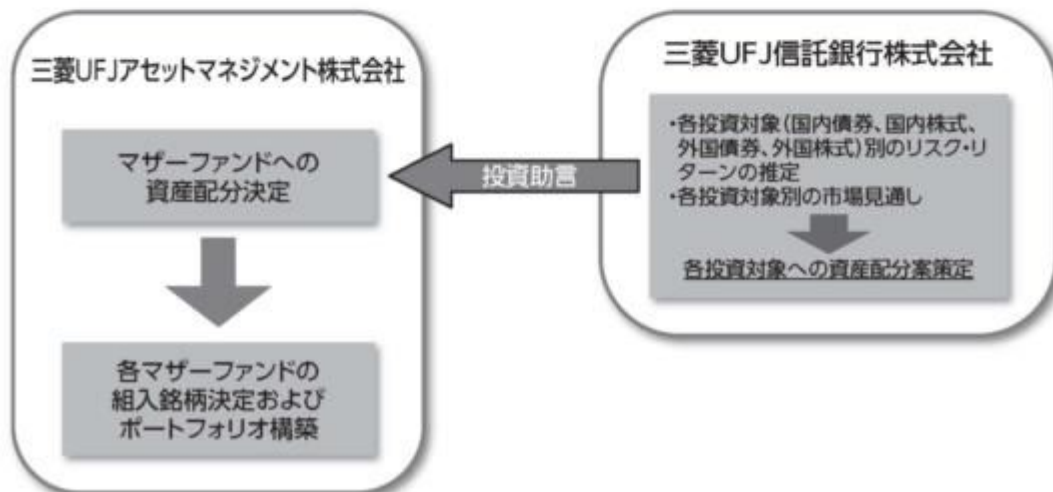 三菱UFJアセットマネジメント株式会社
マザーファンドへの
資産配分決定
各マザーファンドの
組入銘柄決定および
ポートフォリオ構築
投資助言
三菱UFJ信託銀行株式会社
・各投資対象(国内債券、国内株式、
外国債券、外国株式)別のリスク・リ
ターンの推定
・各投資対象別の市場見通し
各投資対象への資産配分案策定